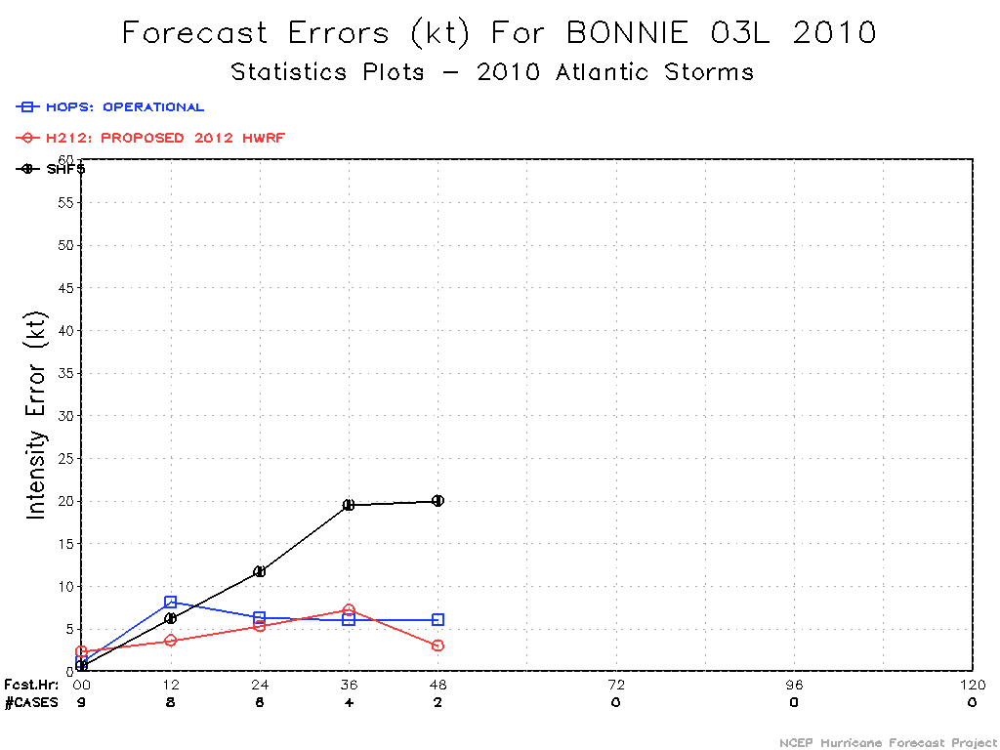 Forecast Errors (kt) For BONNIE 03L 2010
Statistics Plots – 2010 Atlantic Storms
HOPS: OPERATIONAL
H212: PROPOSED 2012 HWRF
SHF5
60
55
50
45
40
35
30
25
20
15
10
5
0
Intensity Error (kt)
Fcst.Hr: 00 12 24 36 48 72 96 120
#CASES 9 8 6 4 2 0 0 0
NCEP Hurricane Forecast Project